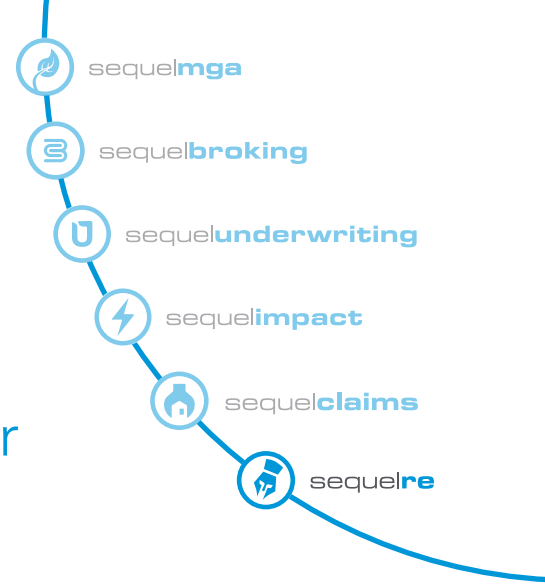 sequelmga
sequelbroking
sequelunderwriting
sequelimpact
sequelclaims
r
sequelre